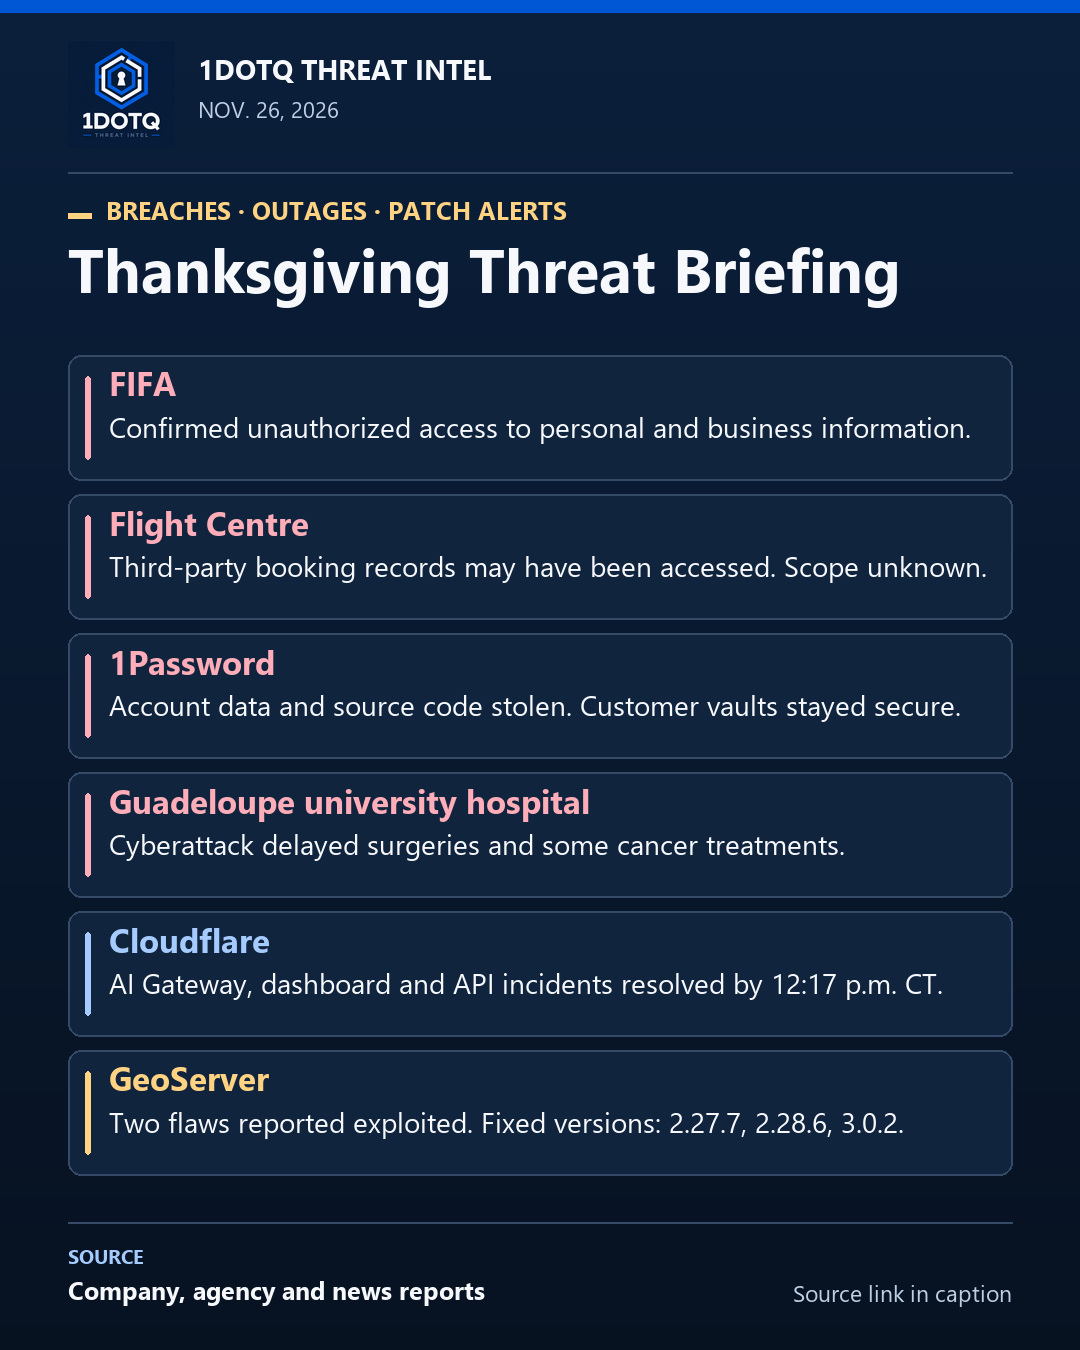 1DOTQ
THREAT INTEL
1DOTQ THREAT INTEL
NOV. 26, 2026
BREACHES · OUTAGES · PATCH ALERTS
Thanksgiving Threat Briefing
FIFA
Confirmed unauthorized access to personal and business information.
Flight Centre
Third-party booking records may have been accessed. Scope unknown.
1Password
Account data and source code stolen. Customer vaults stayed secure.
Guadeloupe university hospital
Cyberattack delayed surgeries and some cancer treatments.
Cloudflare
AI Gateway, dashboard and API incidents resolved by 12:17 p.m. CT.
GeoServer
Two flaws reported exploited. Fixed versions: 2.27.7, 2.28.6, 3.0.2.
SOURCE
Company, agency and news reports
Source link in caption